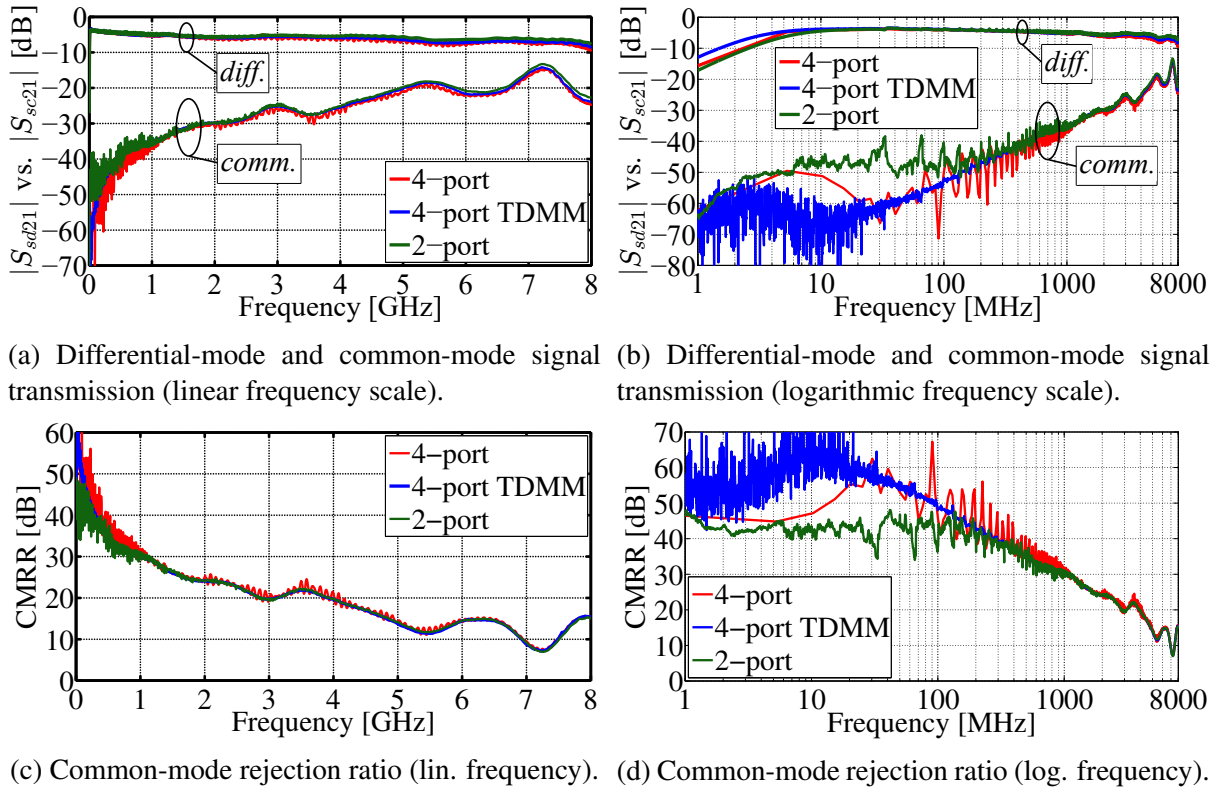 |S_sd21| vs. |S_sc21| [dB]
0
−10
−20
−30
−40
−50
−60
−70
diff.
comm.
4−port
4−port TDMM
2−port
0 1 2 3 4 5 6 7 8
Frequency [GHz]
|S_sd21| vs. |S_sc21| [dB]
0
−10
−20
−30
−40
−50
−60
−70
−80
diff.
4−port
4−port TDMM
2−port
comm.
1 10 100 1000 8000
Frequency [MHz]
(a) Differential-mode and common-mode signal
transmission (linear frequency scale).
(b) Differential-mode and common-mode signal
transmission (logarithmic frequency scale).
CMRR [dB]
60
50
40
30
20
10
0
4−port
4−port TDMM
2−port
0 1 2 3 4 5 6 7 8
Frequency [GHz]
CMRR [dB]
70
60
50
40
30
20
10
0
4−port
4−port TDMM
2−port
1 10 100 1000 8000
Frequency [MHz]
(c) Common-mode rejection ratio (lin. frequency).
(d) Common-mode rejection ratio (log. frequency).